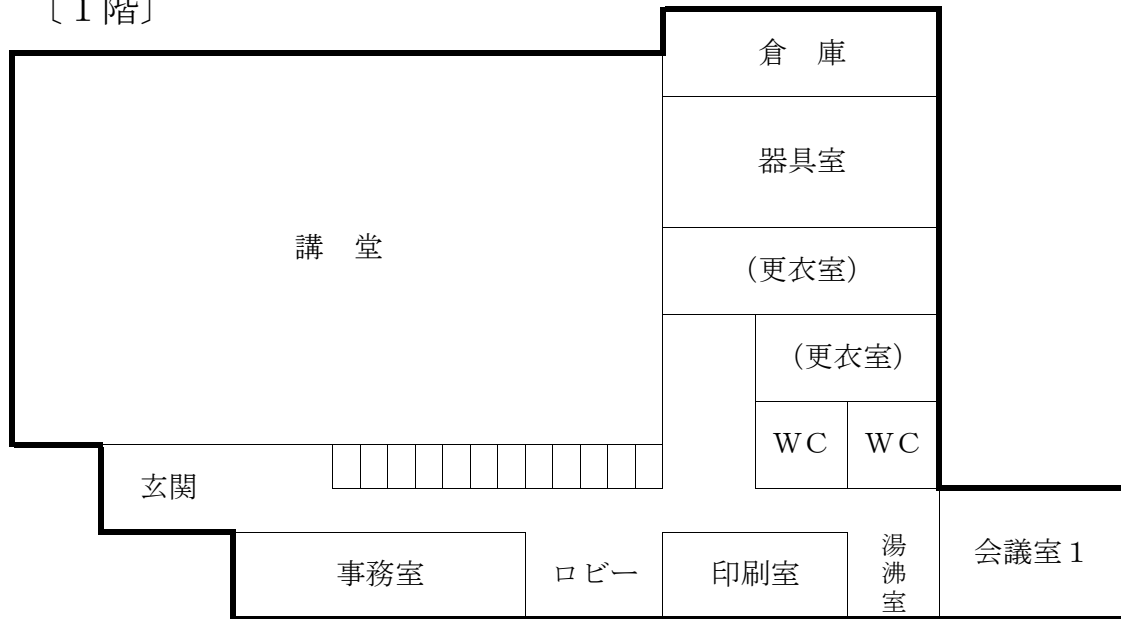 〔１階〕
倉　庫
器具室
講　堂
（更衣室）
（更衣室）
ＷＣ
ＷＣ
玄関
事務室
ロビー
印刷室
湯沸室
会議室１